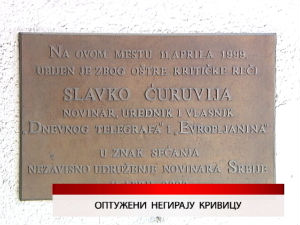 NA OVOM MESTU 11. APRILA 1999.
UBIJEN JE ZBOG OŠTRE KRITIČKE REČI
SLAVKO ĆURUVIJA
NOVINAR, UREDNIK I VLASNIK
„DNEVNOG TELEGRAFA” I „EVROPLJANINA”
U ZNAK SEĆANJA
NEZAVISNO UDRUŽENJE NOVINARA SRBIJE
ОПТУЖЕНИ НЕГИРАЈУ КРИВИЦУ